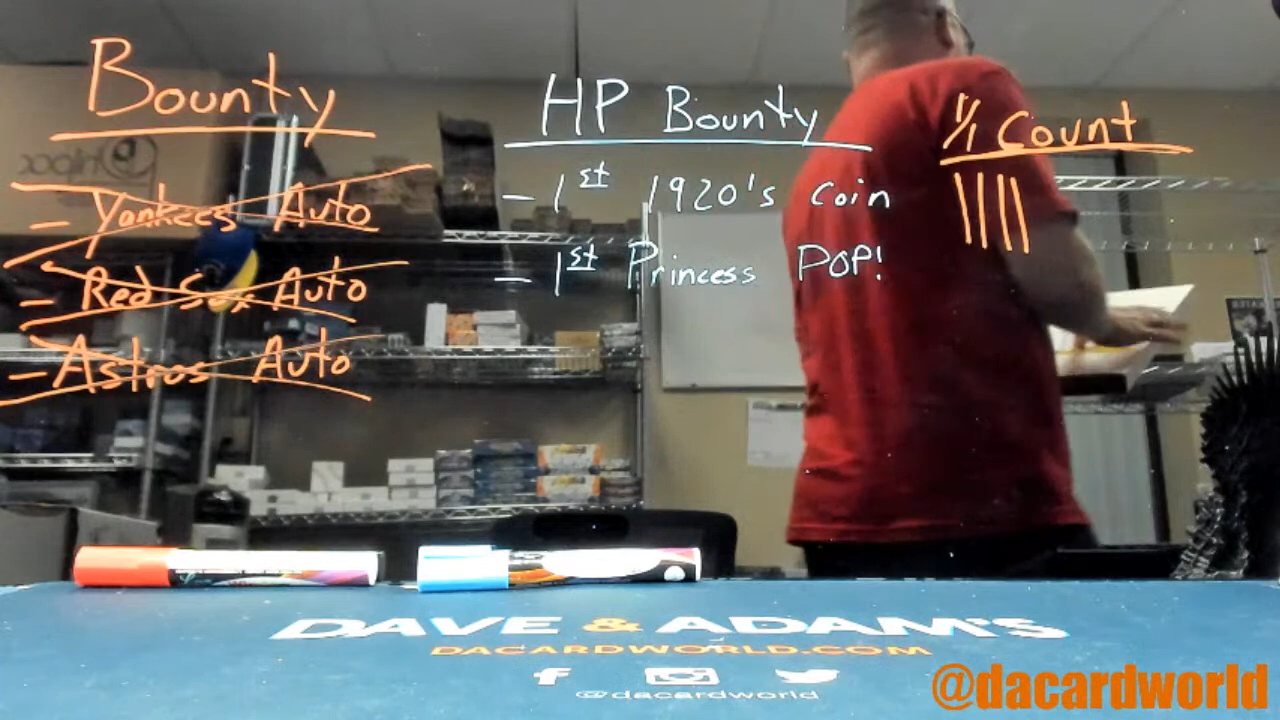 Bounty
- Yankees Auto
- Red Sox Auto
- Astros Auto
HP Bounty
- 1st 1920's Coin
- 1st Princess POP!
1/1 Count
||||
DAVE & ADAM'S
DACARDWORLD.COM
@dacardworld
@dacardworld